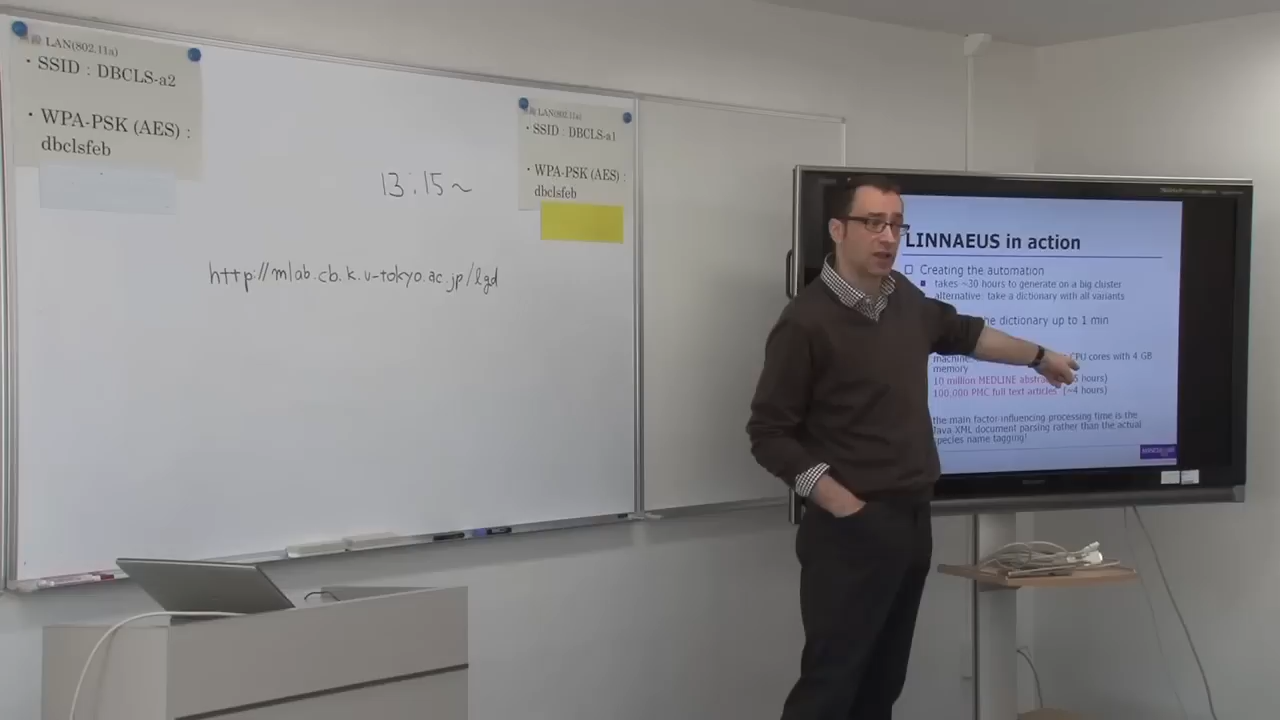 LAN(802.11a)
・SSID : DBCLS-a2
・WPA-PSK (AES) :
dbclsfeb
13:15~
http://mlab.cb.k.u-tokyo.ac.jp/lgd
LAN(802.11a)
・SSID : DBCLS-a1
・WPA-PSK (AES) :
dbclsfeb
LINNAEUS in action
Creating the automation
takes ~30 hours to generate on a big cluster
alternative: take a dictionary with all variants
the dictionary up to 1 min
machine: CPU cores with 4 GB
memory
10 million MEDLINE hours)
100,000 PMC full text articles (~4 hours)
the main factor influencing processing time is the
Java XML document parsing rather than the actual
species name tagging!